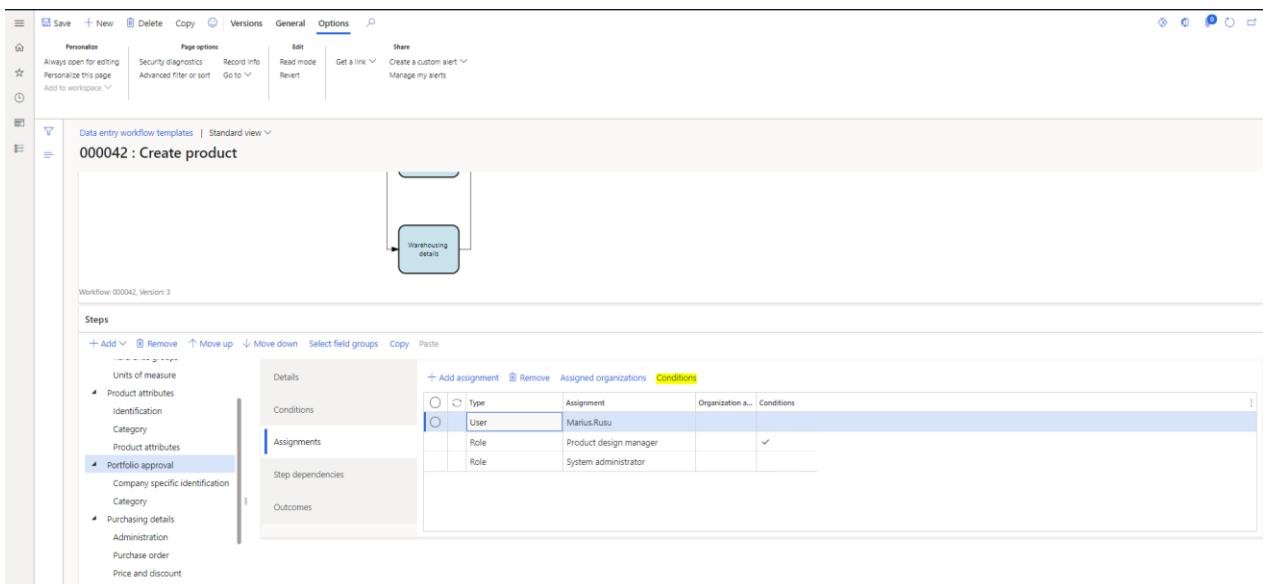 Save New Delete Copy Versions General Options 0
Personalize Page options Edit Share
Always open for editing Security diagnostics Record info Read mode Get a link Create a custom alert
Personalize this page Advanced filter or sort Go to Revert Manage my alerts
Add to workspace
Data entry workflow templates | Standard view
000042 : Create product
Warehousing
details
Workflow: 000042, Version: 3
Steps
Add Remove Move up Move down Select field groups Copy Paste
Units of measure Details Add assignment Remove Assigned organizations Conditions
Product attributes
Type Assignment Organization a... Conditions
Identification Conditions
User Marius.Rusu
Category
Product attributes Assignments Role Product design manager
Portfolio approval Role System administrator
Company specific identification Step dependencies
Category
Outcomes
Purchasing details
Administration
Purchase order
Price and discount